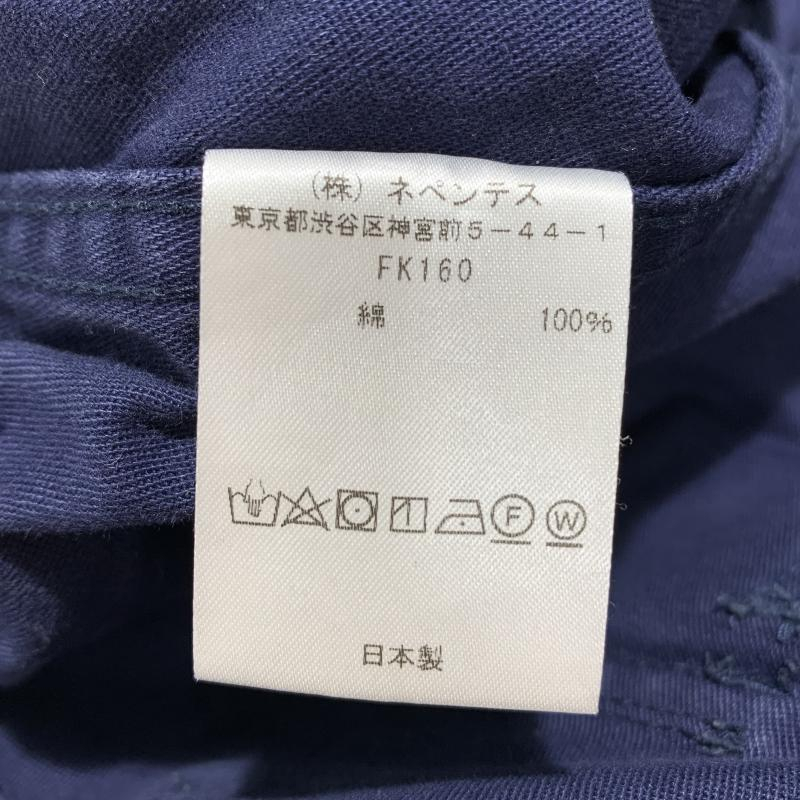 (株) ネペンテス
東京都渋谷区神宮前5-44-1
FK160
綿 100%
F W
日本製